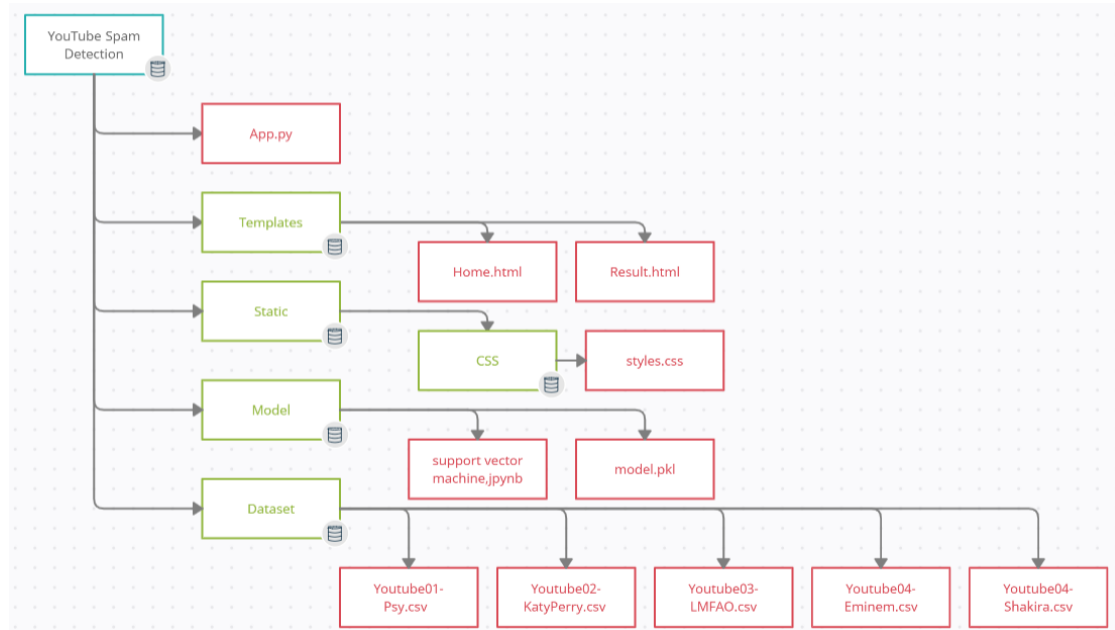 YouTube Spam
Detection
App.py
Templates
Home.html
Result.html
Static
CSS
styles.css
Model
support vector
machine,jpynb
model.pkl
Dataset
Youtube01-
Psy.csv
Youtube02-
KatyPerry.csv
Youtube03-
LMFAO.csv
Youtube04-
Eminem.csv
Youtube04-
Shakira.csv